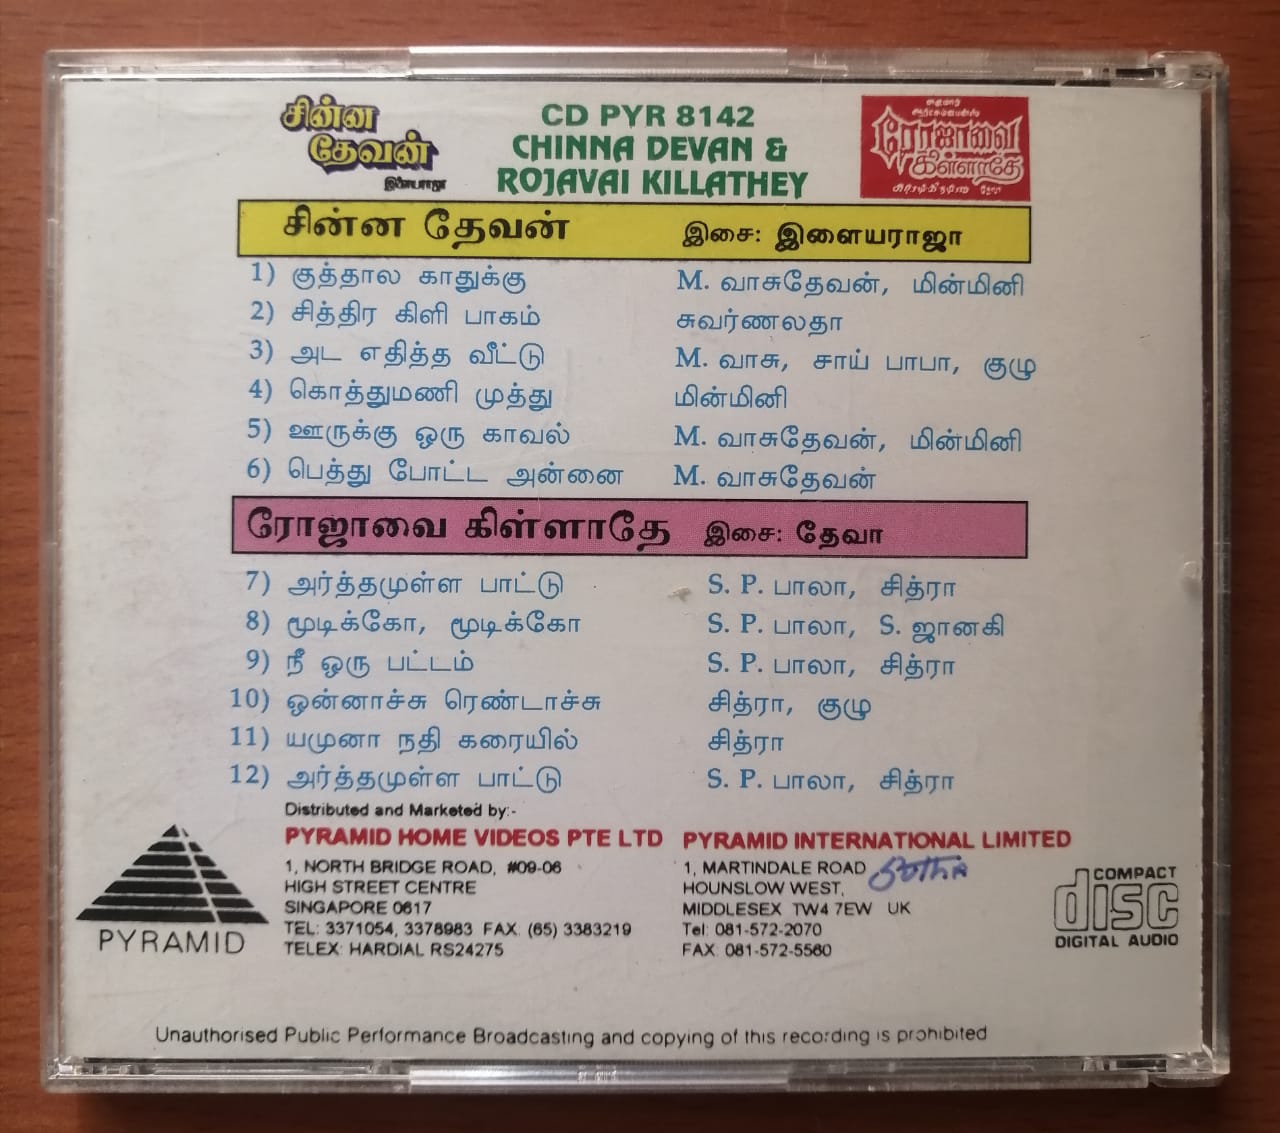 சின்ன
தேவன்
இளையராஜா
CD PYR 8142
CHINNA DEVAN &
ROJAVAI KILLATHEY
ரோஜாவை
கிள்ளாதே
சின்ன தேவன் இசை: இளையராஜா
1) குத்தால காதுக்கு M. வாசுதேவன், மின்மினி
2) சித்திர கிளி பாகம் சுவர்ணலதா
3) அட எதித்த வீட்டு M. வாசு, சாய் பாபா, குழு
4) கொத்துமணி முத்து மின்மினி
5) ஊருக்கு ஒரு காவல் M. வாசுதேவன், மின்மினி
6) பெத்து போட்ட அன்னை M. வாசுதேவன்
ரோஜாவை கிள்ளாதே இசை: தேவா
7) அர்த்தமுள்ள பாட்டு S. P. பாலா, சித்ரா
8) மூடிக்கோ, மூடிக்கோ S. P. பாலா, S. ஜானகி
9) நீ ஒரு பட்டம் S. P. பாலா, சித்ரா
10) ஒன்னாச்சு ரெண்டாச்சு சித்ரா, குழு
11) யமுனா நதி கரையில் சித்ரா
12) அர்த்தமுள்ள பாட்டு S. P. பாலா, சித்ரா
Distributed and Marketed by:-
PYRAMID HOME VIDEOS PTE LTD
1, NORTH BRIDGE ROAD, #09-06
HIGH STREET CENTRE
SINGAPORE 0617
TEL: 3371054, 3378983 FAX: (65) 3383219
TELEX: HARDIAL RS24275
PYRAMID INTERNATIONAL LIMITED
1, MARTINDALE ROAD
HOUNSLOW WEST,
MIDDLESEX TW4 7EW UK
Tel: 081-572-2070
FAX: 081-572-5560
PYRAMID
COMPACT
disc
DIGITAL AUDIO
Unauthorised Public Performance Broadcasting and copying of this recording is prohibited